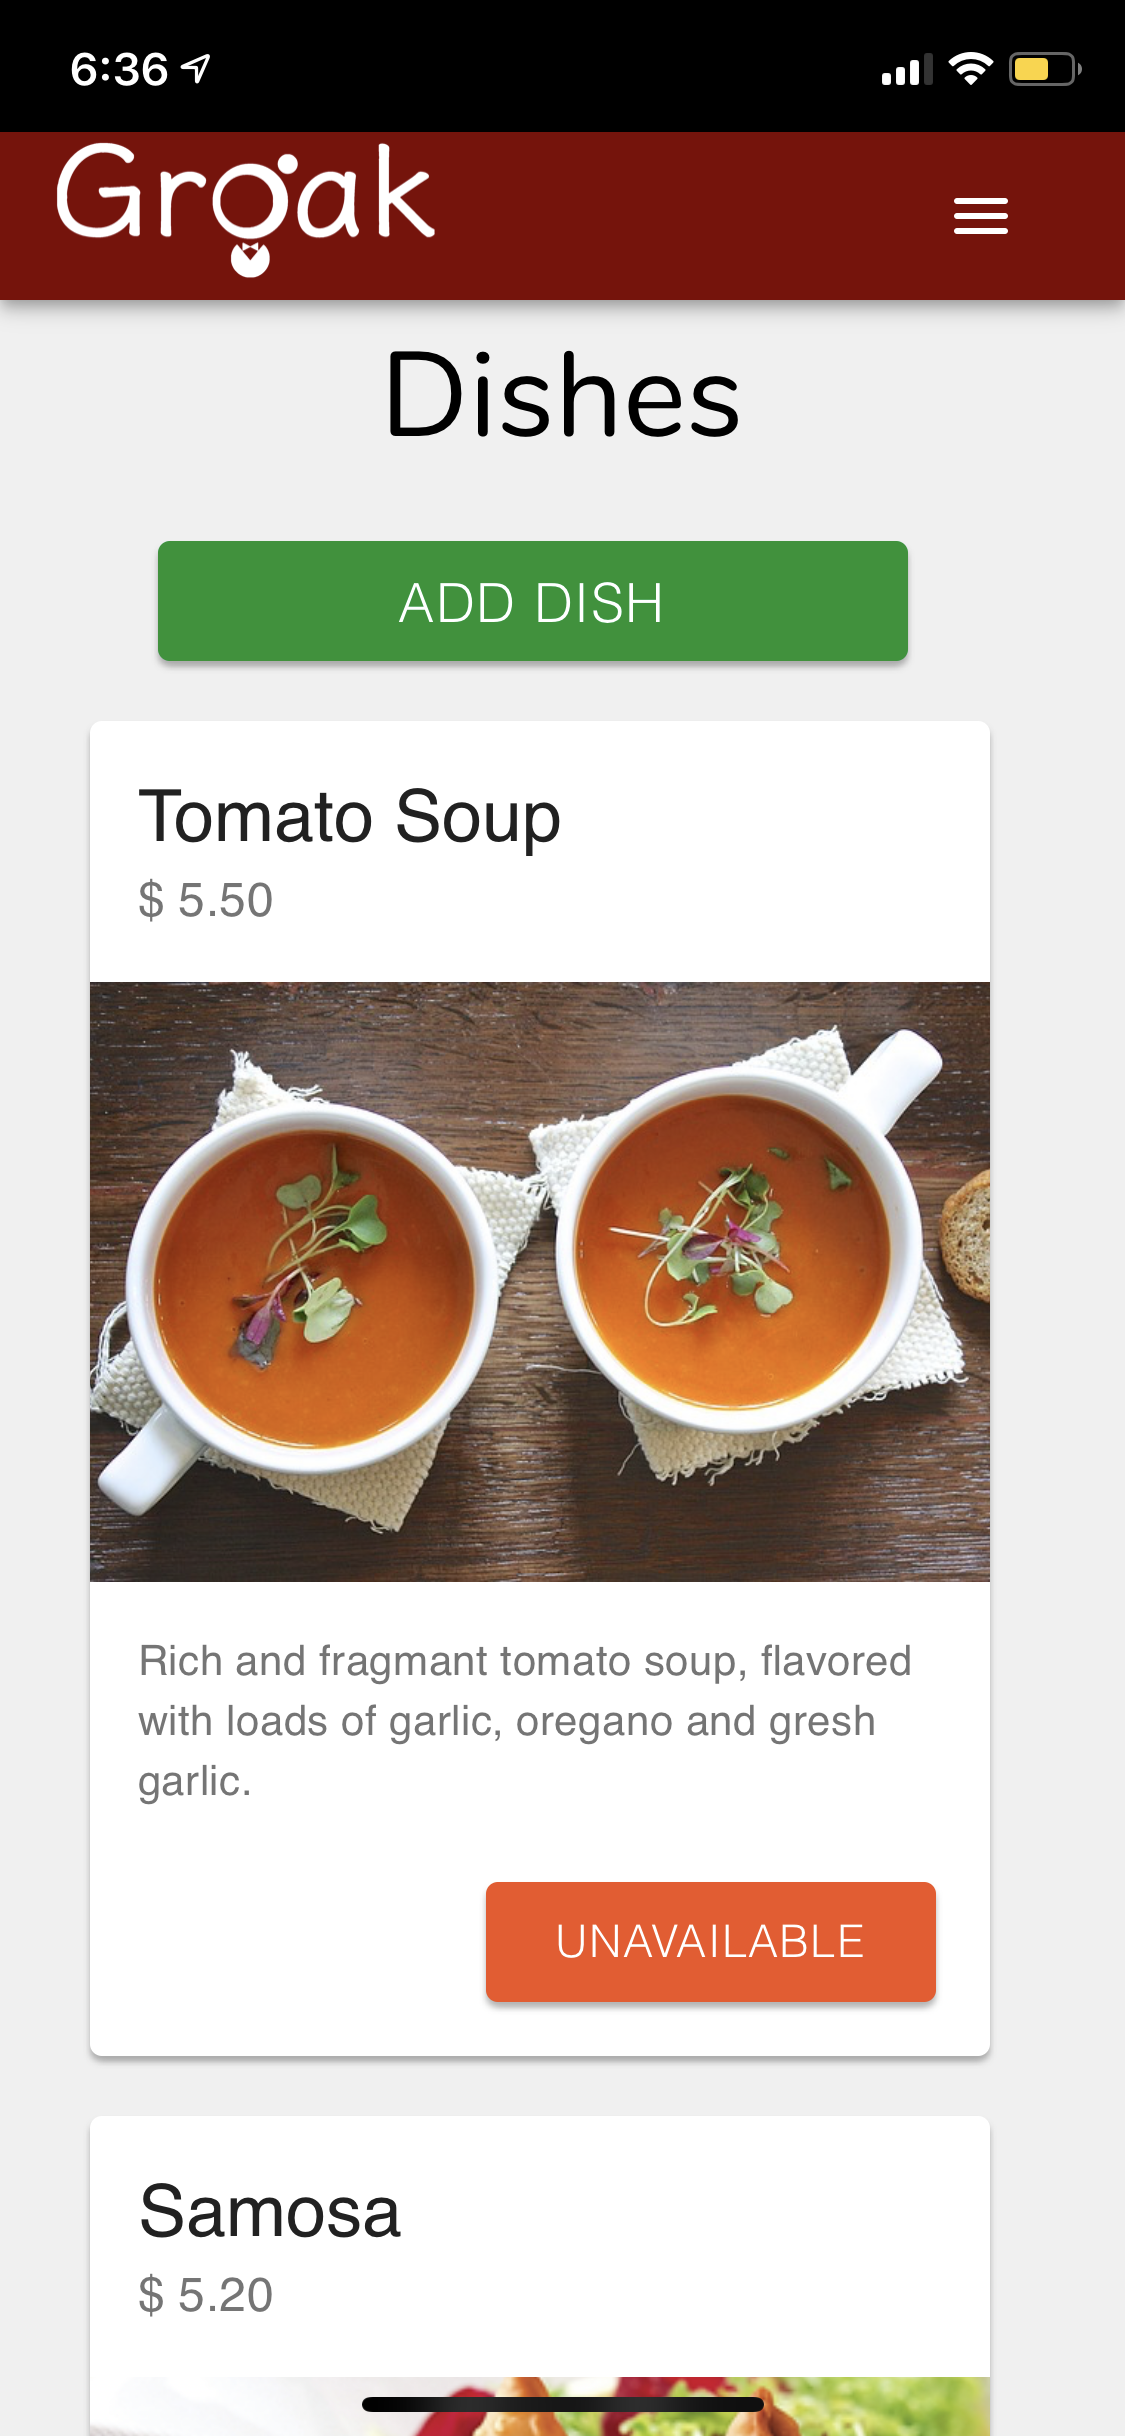 6:36
Groak
Dishes
ADD DISH
Tomato Soup
$ 5.50
Rich and fragmant tomato soup, flavored
with loads of garlic, oregano and gresh
garlic.
UNAVAILABLE
Samosa
$ 5.20